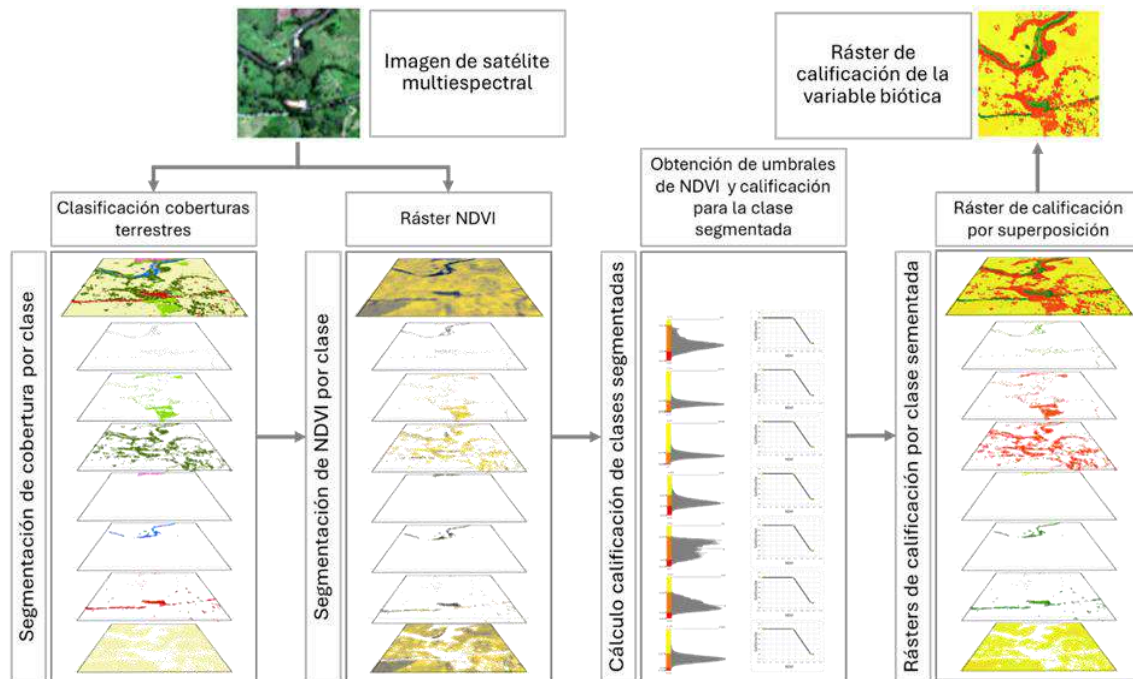 Imagen de satélite
multiespectral
Ráster de
calificación de la
variable biótica
Clasificación coberturas
terrestres
Ráster NDVI
Obtención de umbrales
de NDVI y calificación
para la clase
segmentada
Ráster de calificación
por superposición
Segmentación de cobertura por clase
Segmentación de NDVI por clase
Cálculo calificación de clases segmentadas
Rásters de calificación por clase sementada